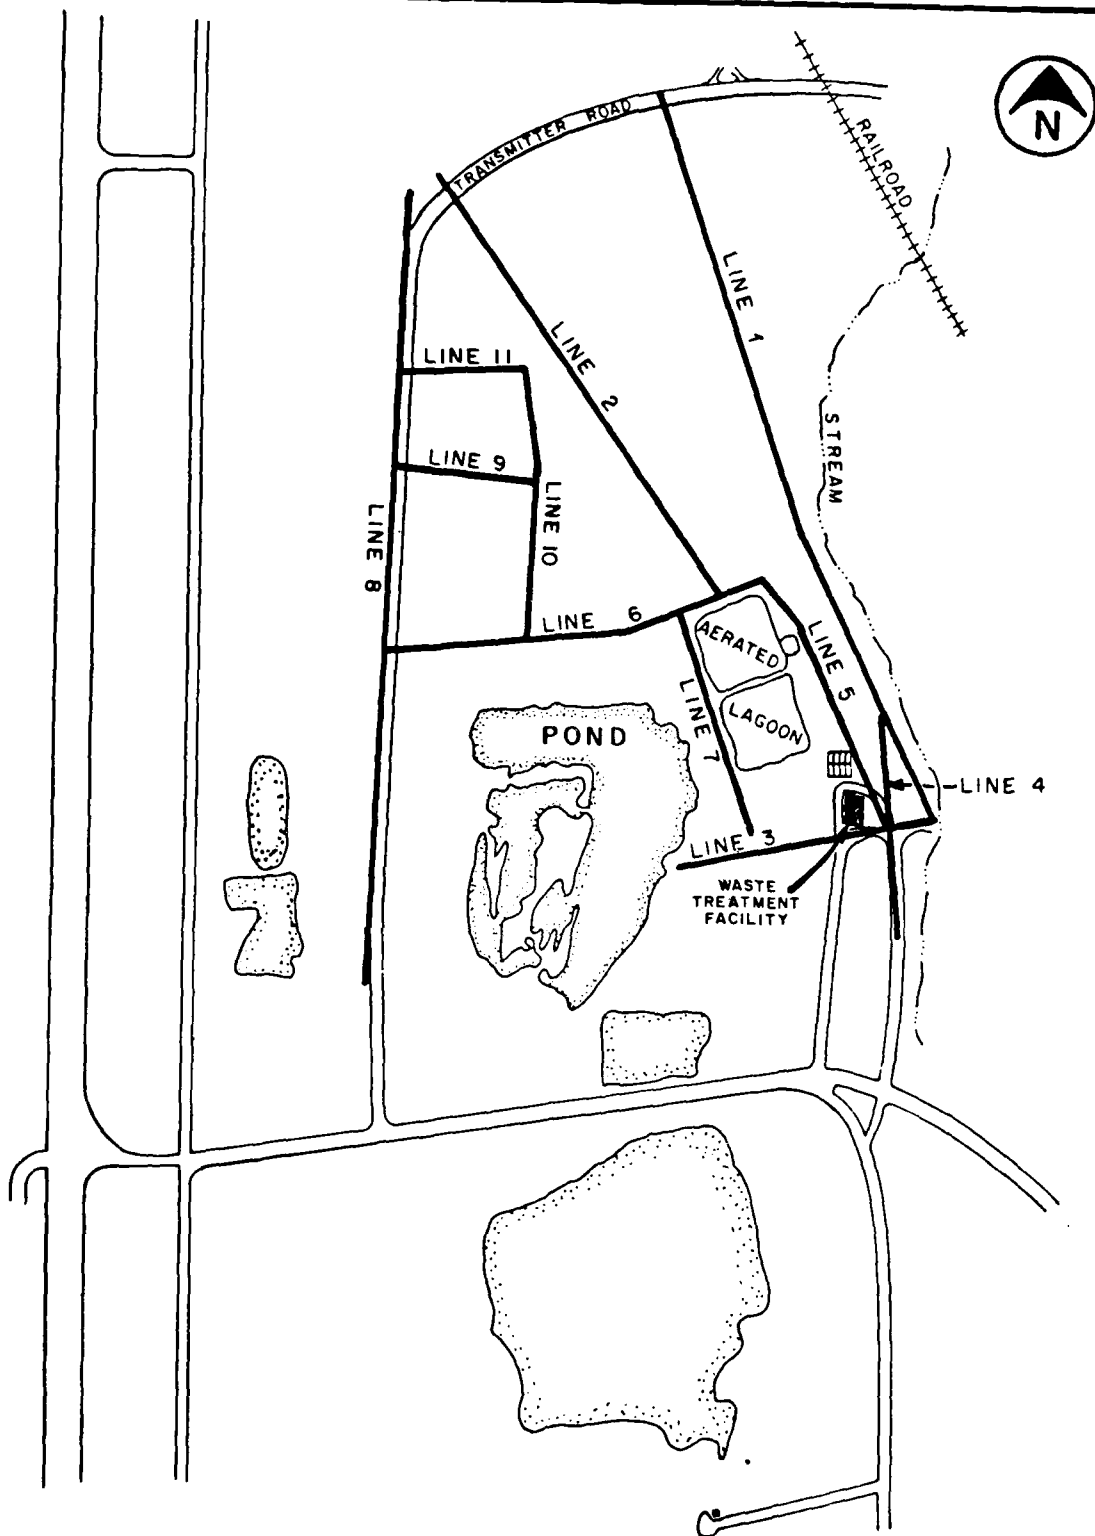 N
TRANSMITTER ROAD
RAILROAD
LINE 1
LINE 2
LINE 11
STREAM
LINE 9
LINE 10
LINE 8
LINE 6
AERATED
LINE 5
LINE 7
LAGOON
POND
LINE 4
LINE 3
WASTE
TREATMENT
FACILITY